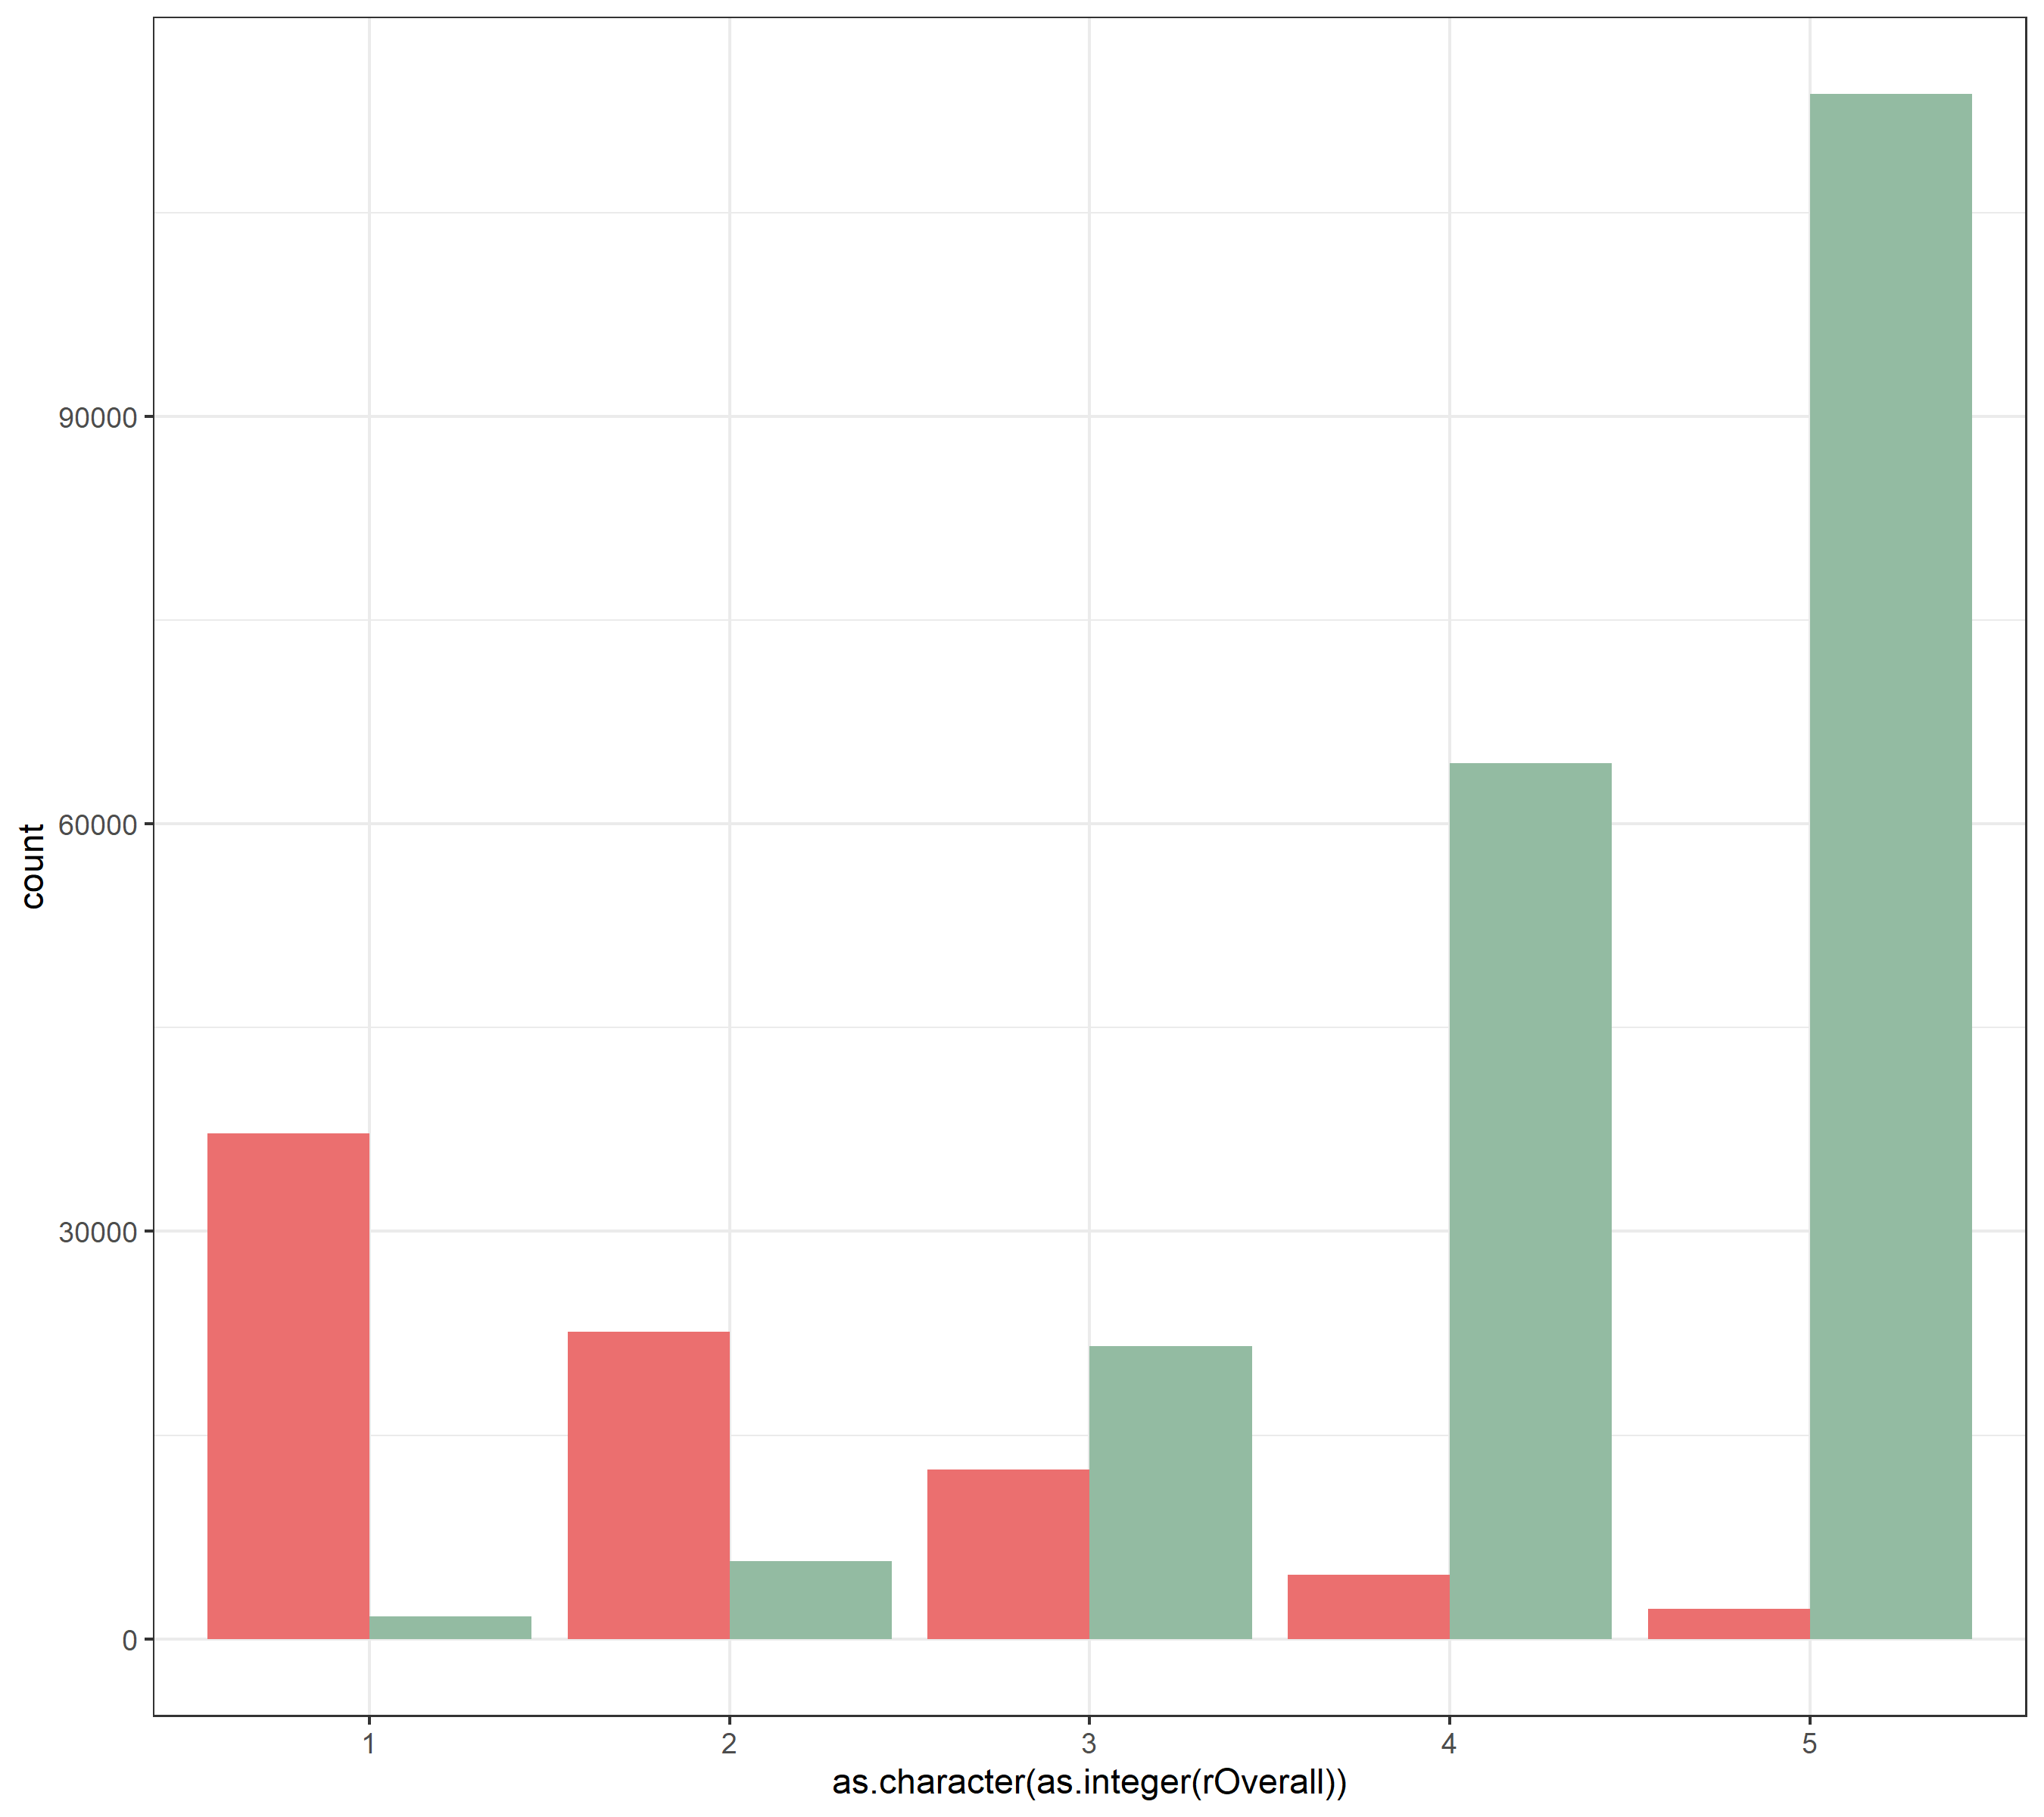 count
90000
60000
30000
0
1 2 3 4 5
as.character(as.integer(rOverall))